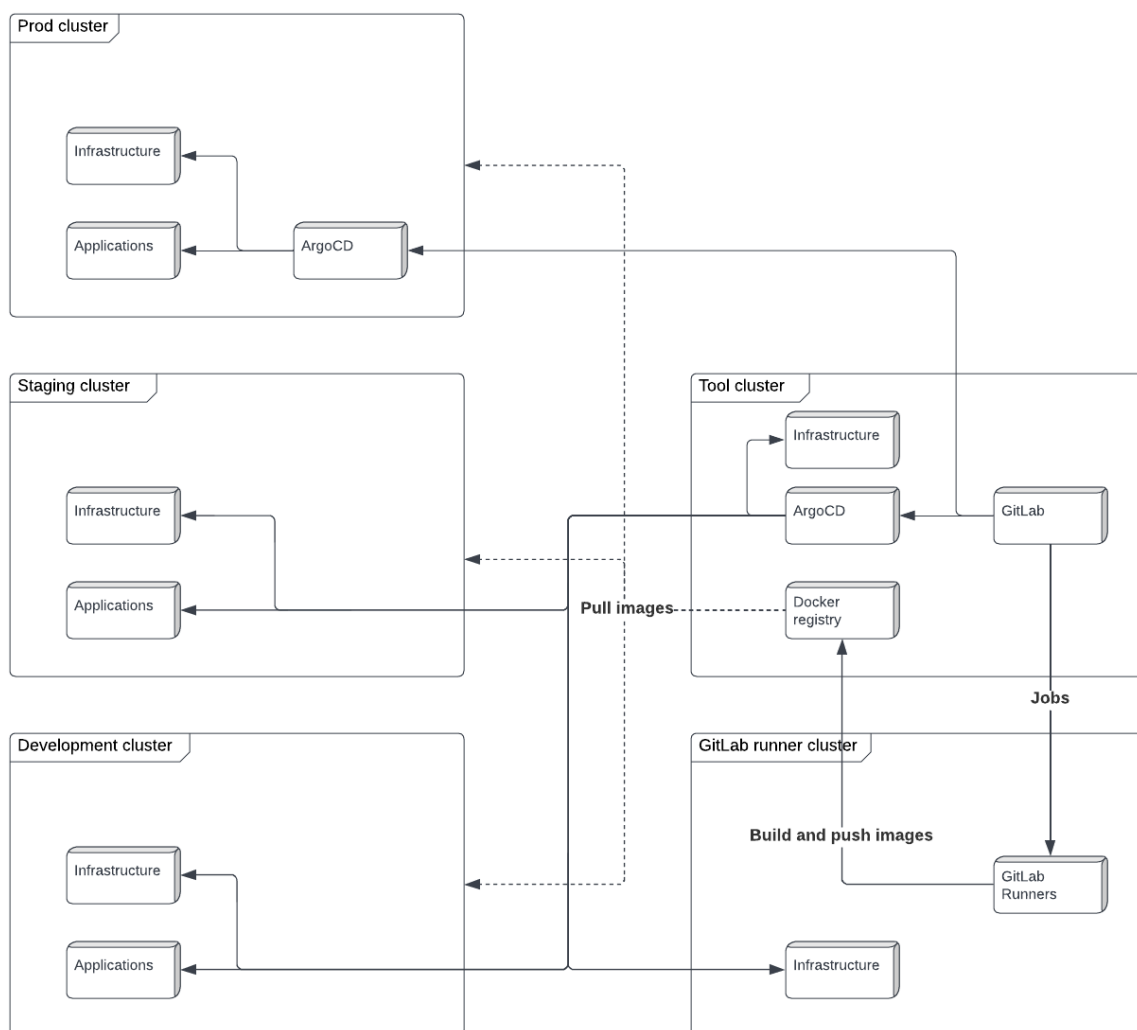 Prod cluster
Infrastructure
Applications
ArgoCD
Staging cluster
Infrastructure
Applications
Tool cluster
Infrastructure
ArgoCD
GitLab
Docker
registry
Pull images
Jobs
Development cluster
Infrastructure
Applications
GitLab runner cluster
Build and push images
GitLab
Runners
Infrastructure